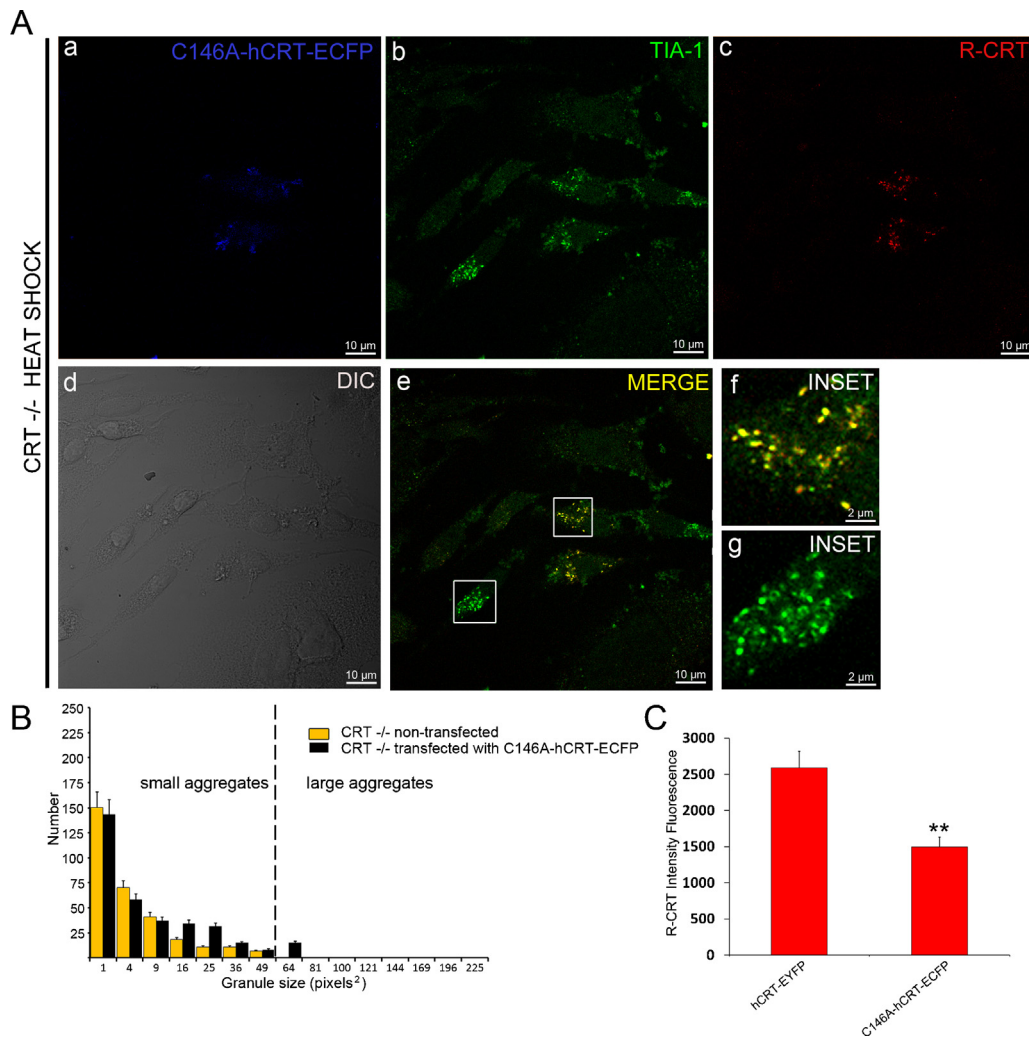 A
CRT -/- HEAT SHOCK
a
C146A-hCRT-ECFP
10 µm
b
TIA-1
10 µm
c
R-CRT
10 µm
d
DIC
10 µm
e
MERGE
10 µm
f
INSET
2 µm
g
INSET
2 µm
B
250
225
200
175
150
125
100
75
50
25
Number
CRT -/- non-transfected
CRT -/- transfected with C146A-hCRT-ECFP
small aggregates
large aggregates
1 4 9 16 25 36 49 64 81 100 121 144 169 196 225
Granule size (pixels²)
C
3000
2500
2000
1500
1000
500
0
R-CRT Intensity Fluorescence
**
hCRT-EYFP
C146A-hCRT-ECFP